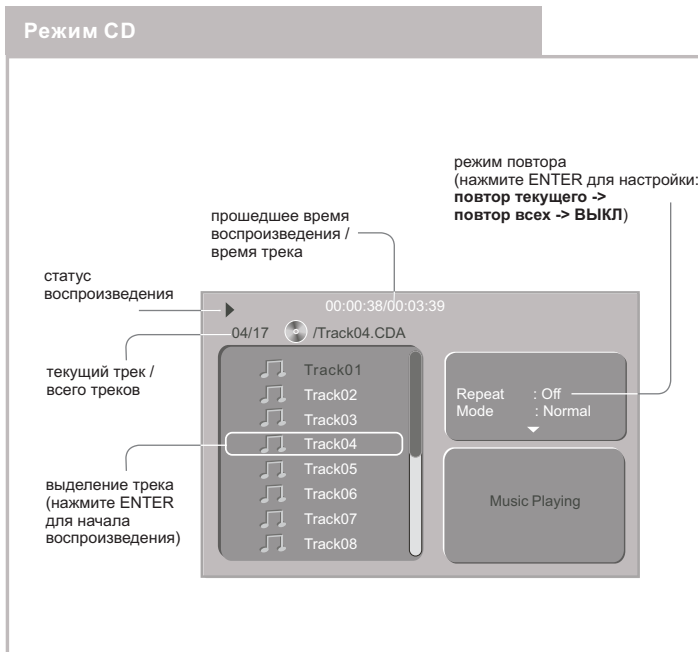 Режим CD
режим повтора
(нажмите ENTER для настройки:
повтор текущего ->
повтор всех -> ВЫКЛ)
прошедшее время
воспроизведения /
время трека
статус
воспроизведения
00:00:38/00:03:39
04/17 /Track04.CDA
текущий трек /
всего треков
Track01
Track02
Track03
Track04
Track05
Track06
Track07
Track08
Repeat : Off
Mode : Normal
выделение трека
(нажмите ENTER
для начала
воспроизведения)
Music Playing